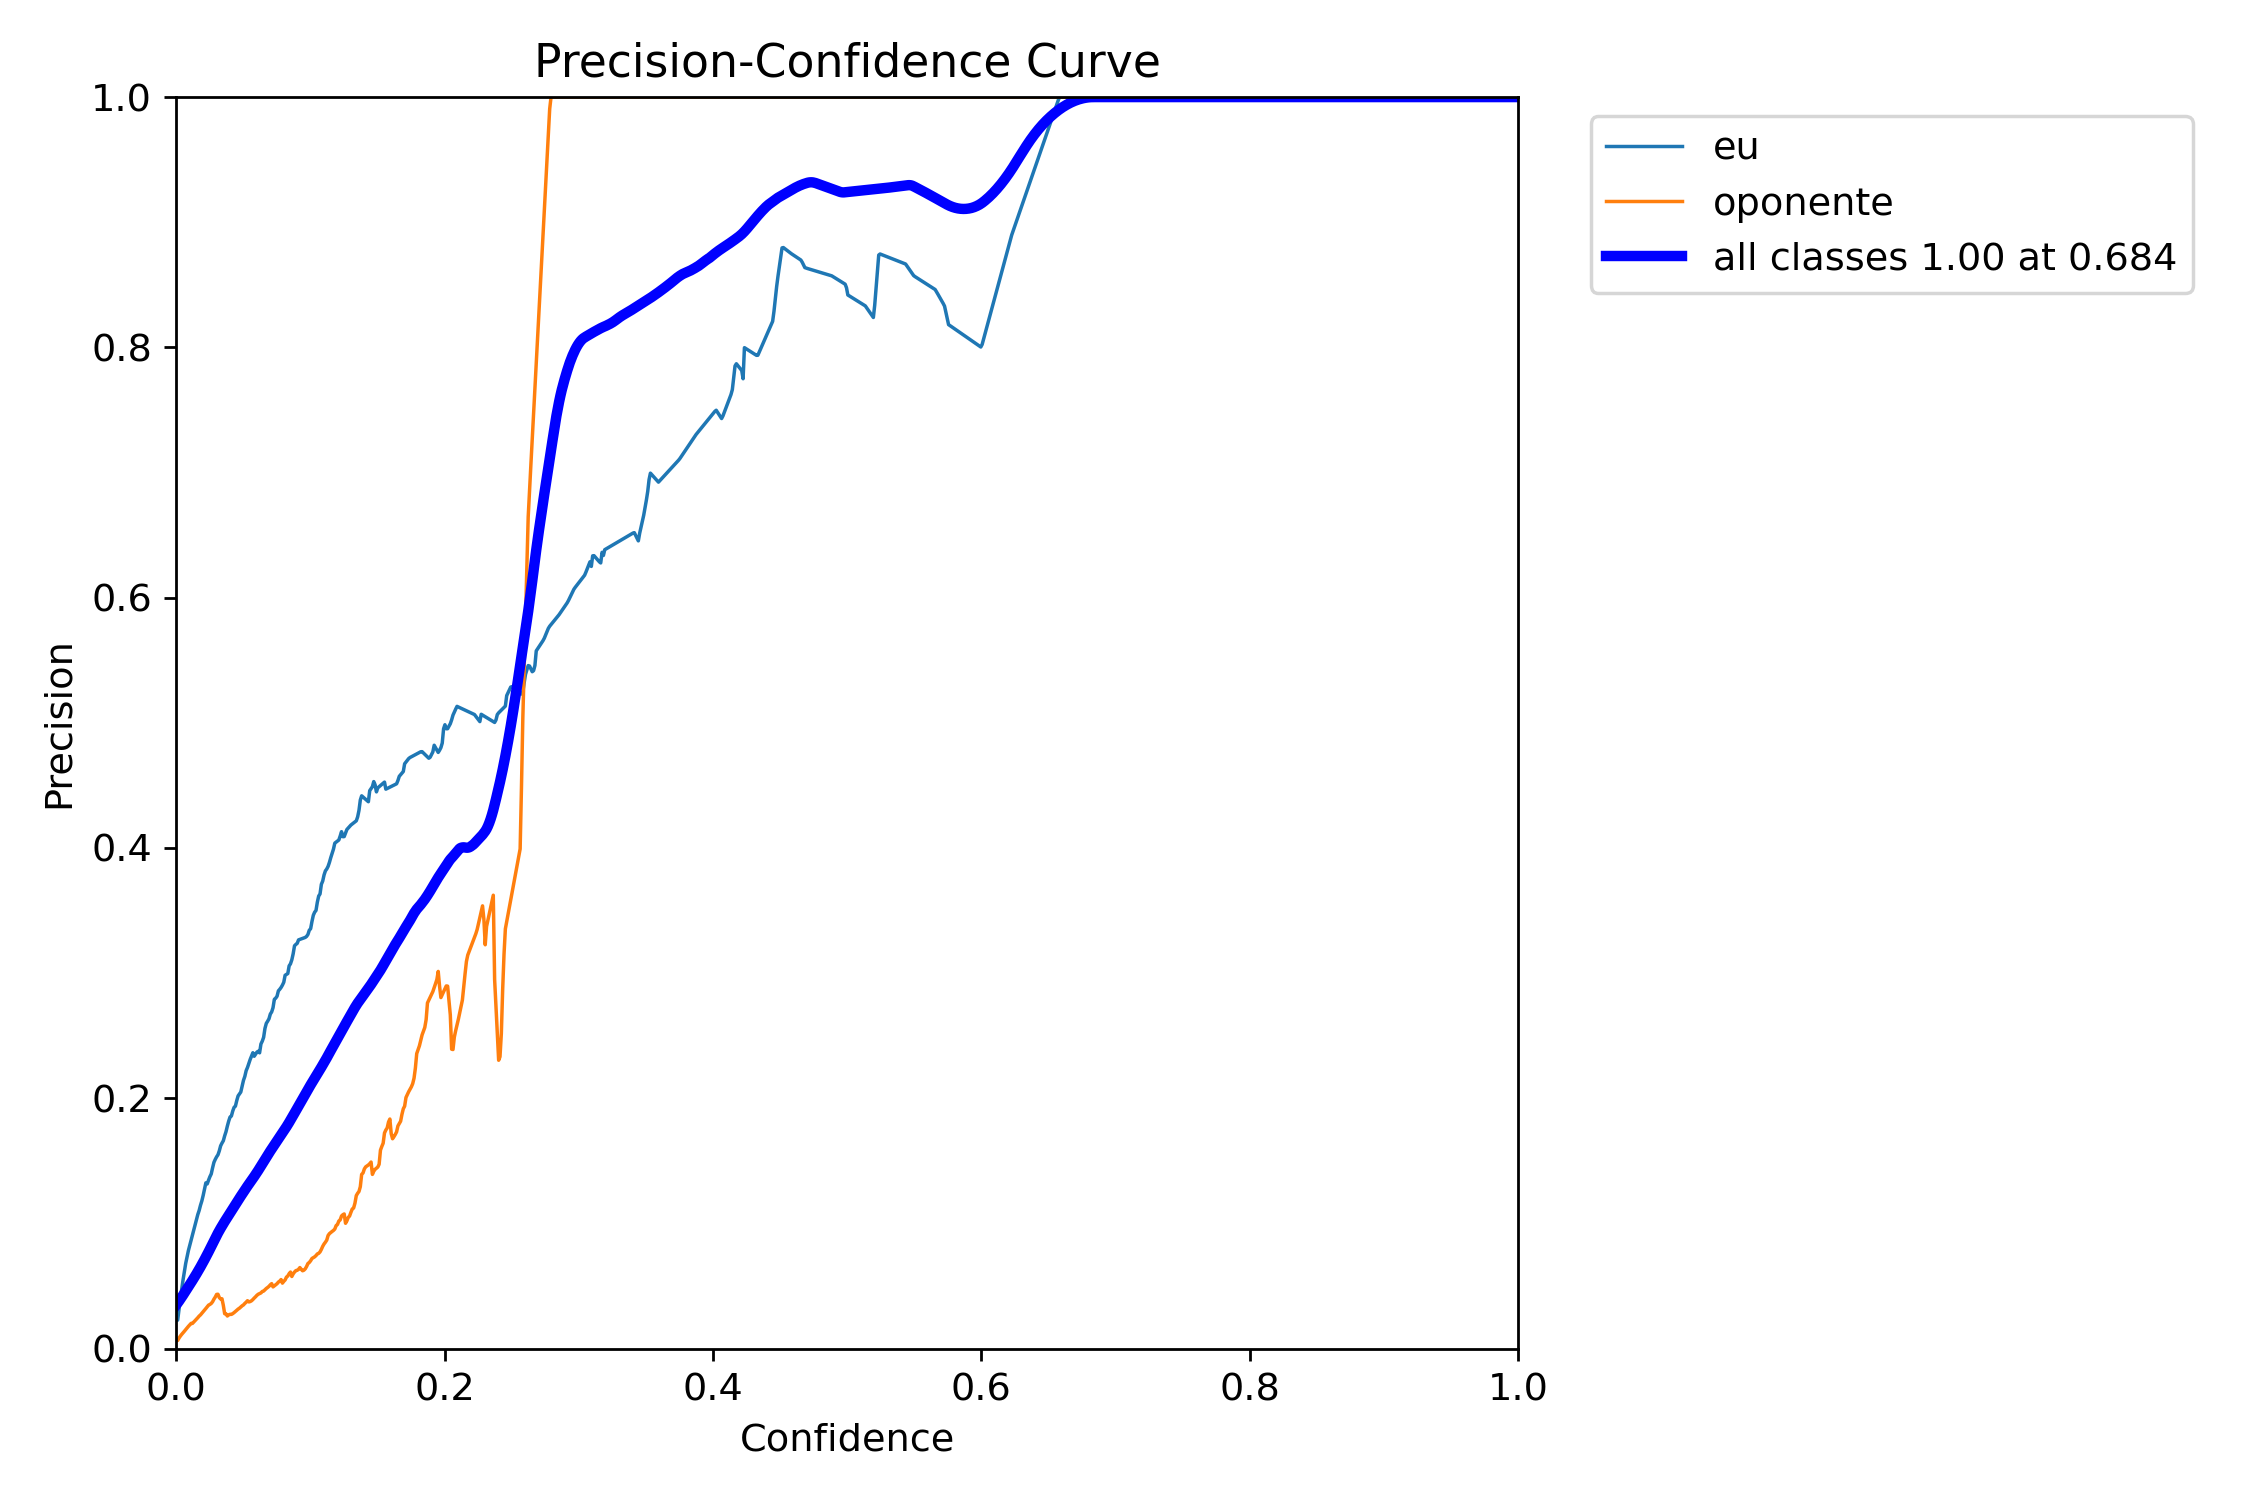 Precision-Confidence Curve
1.0
0.8
0.6
0.4
0.2
0.0
Precision
0.0 0.2 0.4 0.6 0.8 1.0
Confidence
eu
oponente
all classes 1.00 at 0.684